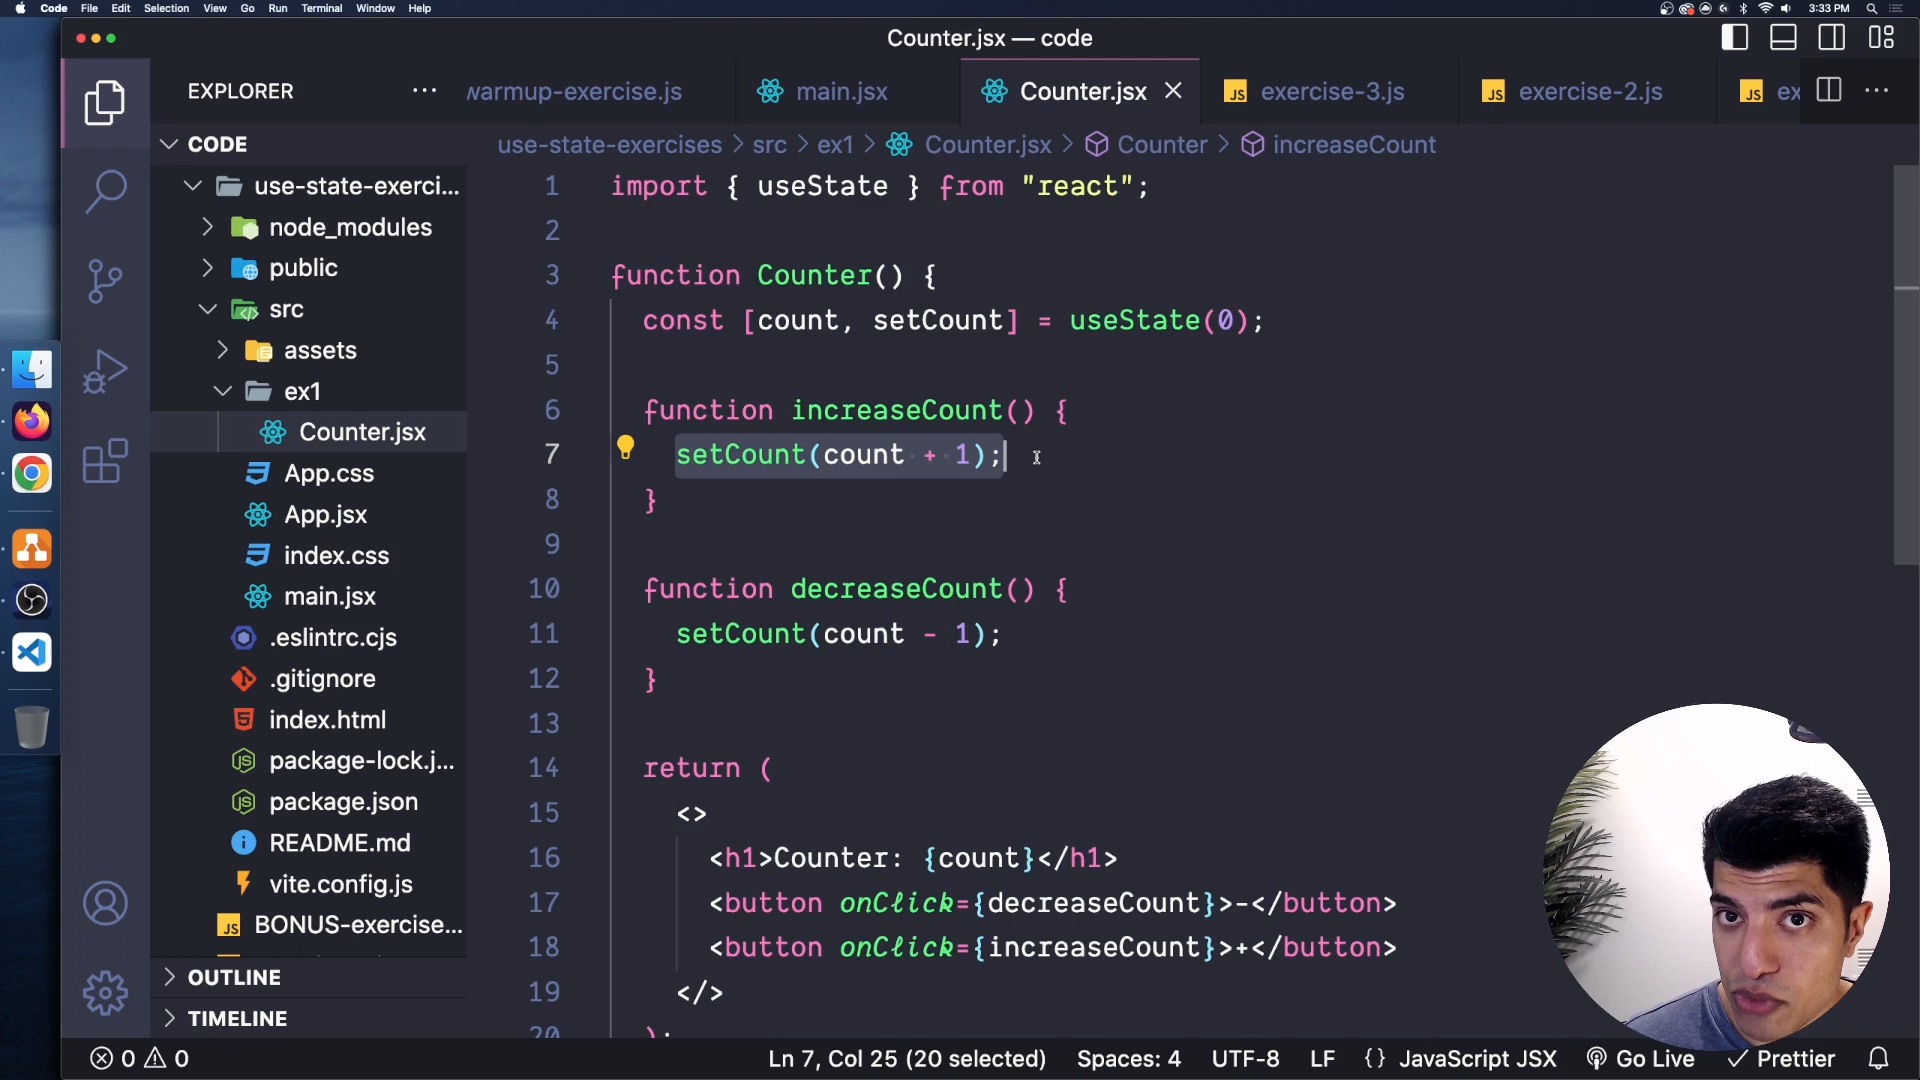 Code File Edit Selection View Go Run Terminal Window Help 3:33 PM
Counter.jsx — code
EXPLORER
warmup-exercise.js main.jsx Counter.jsx exercise-3.js exercise-2.js ex
CODE
use-state-exercises > src > ex1 > Counter.jsx > Counter > increaseCount
use-state-exerci...
node_modules
public
src
assets
ex1
Counter.jsx
App.css
App.jsx
index.css
main.jsx
.eslintrc.cjs
.gitignore
index.html
package-lock.j...
package.json
README.md
vite.config.js
JS BONUS-exercise...
OUTLINE
TIMELINE
1 import { useState } from "react";
2
3 function Counter() {
4 const [count, setCount] = useState(0);
5
6 function increaseCount() {
7 setCount(count + 1);
8 }
9
10 function decreaseCount() {
11 setCount(count - 1);
12 }
13
14 return (
15 <>
16 <h1>Counter: {count}</h1>
17 <button onClick={decreaseCount}>-</button>
18 <button onClick={increaseCount}>+</button>
19 </>
20 );
0 0 Ln 7, Col 25 (20 selected) Spaces: 4 UTF-8 LF {} JavaScript JSX Go Live Prettier